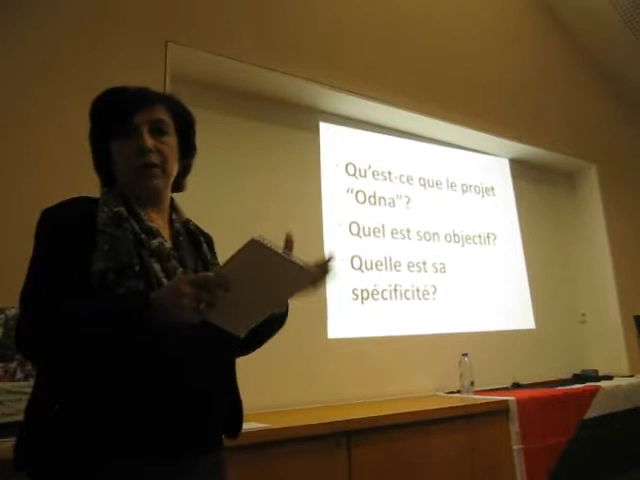 Qu'est-ce que le projet
“Odna”?
Quel est son objectif?
Quelle est sa
spécificité?